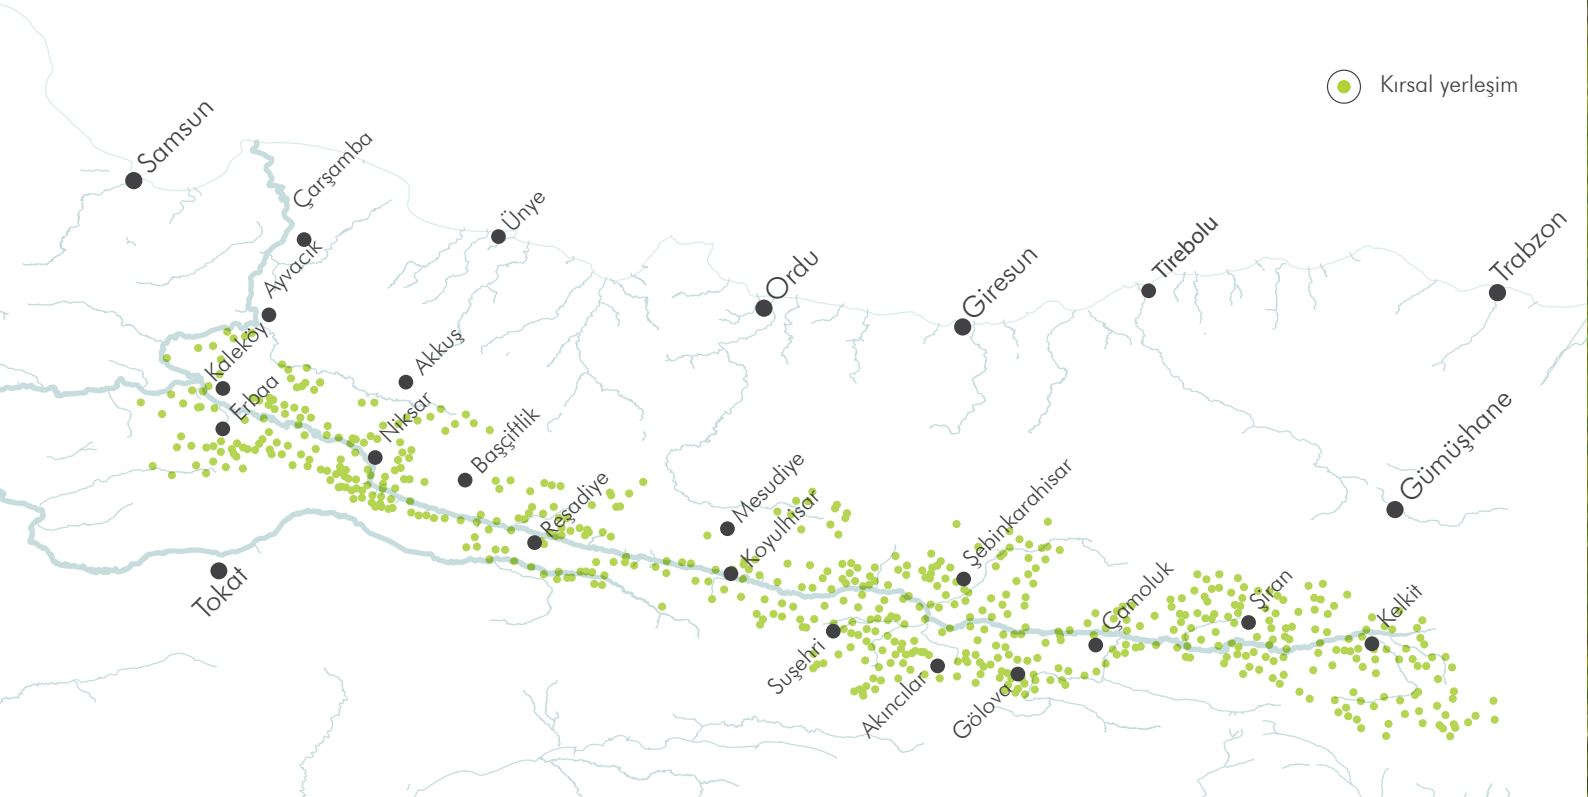 Kırsal yerleşim
Samsun
Çarşamba
Ayvacık
Ünye
Ordu
Giresun
Tirebolu
Trabzon
Kaleköy
Erbaa
Akkuş
Niksar
Başçiftlik
Reşadiye
Mesudiye
Koyulhisar
Şebinkarahisar
Gümüşhane
Tokat
Suşehri
Akıncılar
Gölova
Çamoluk
Şiran
Kelkit